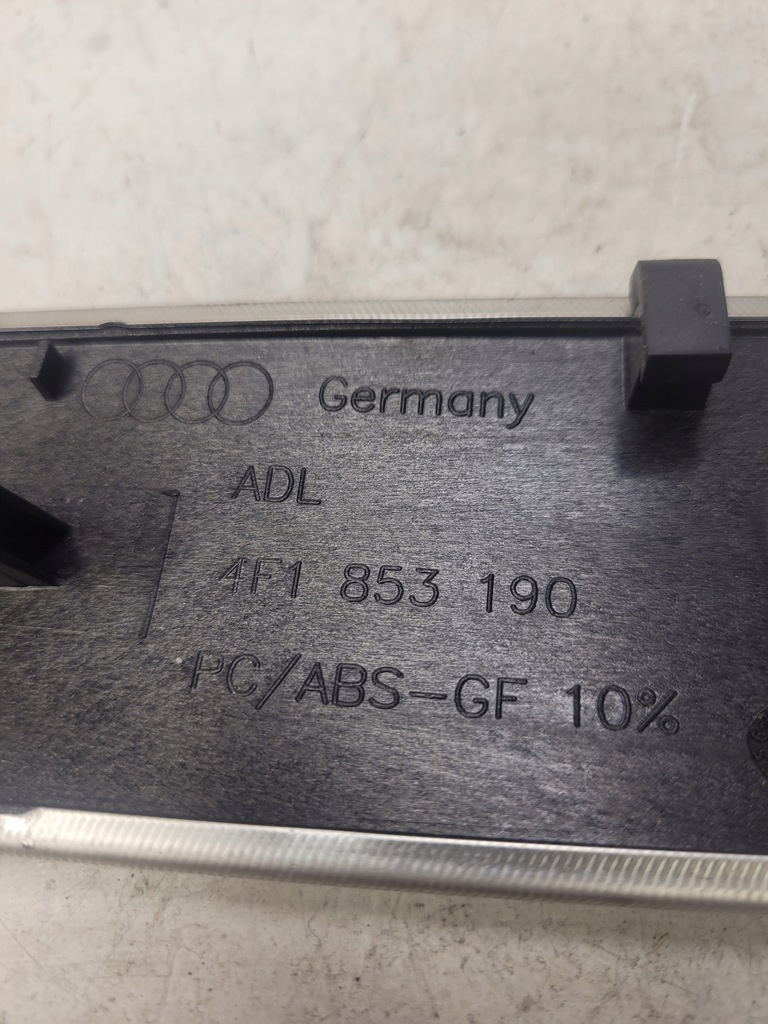 Germany
ADL
4F1 853 190
PC/ABS-GF 10%